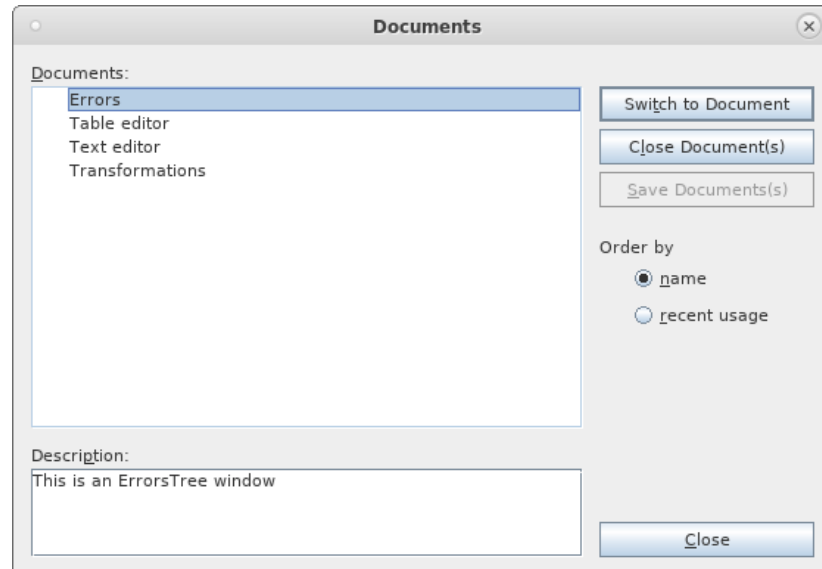 Documents
Documents:
Errors
Table editor
Text editor
Transformations
Switch to Document
Close Document(s)
Save Documents(s)
Order by
name
recent usage
Description:
This is an ErrorsTree window
Close